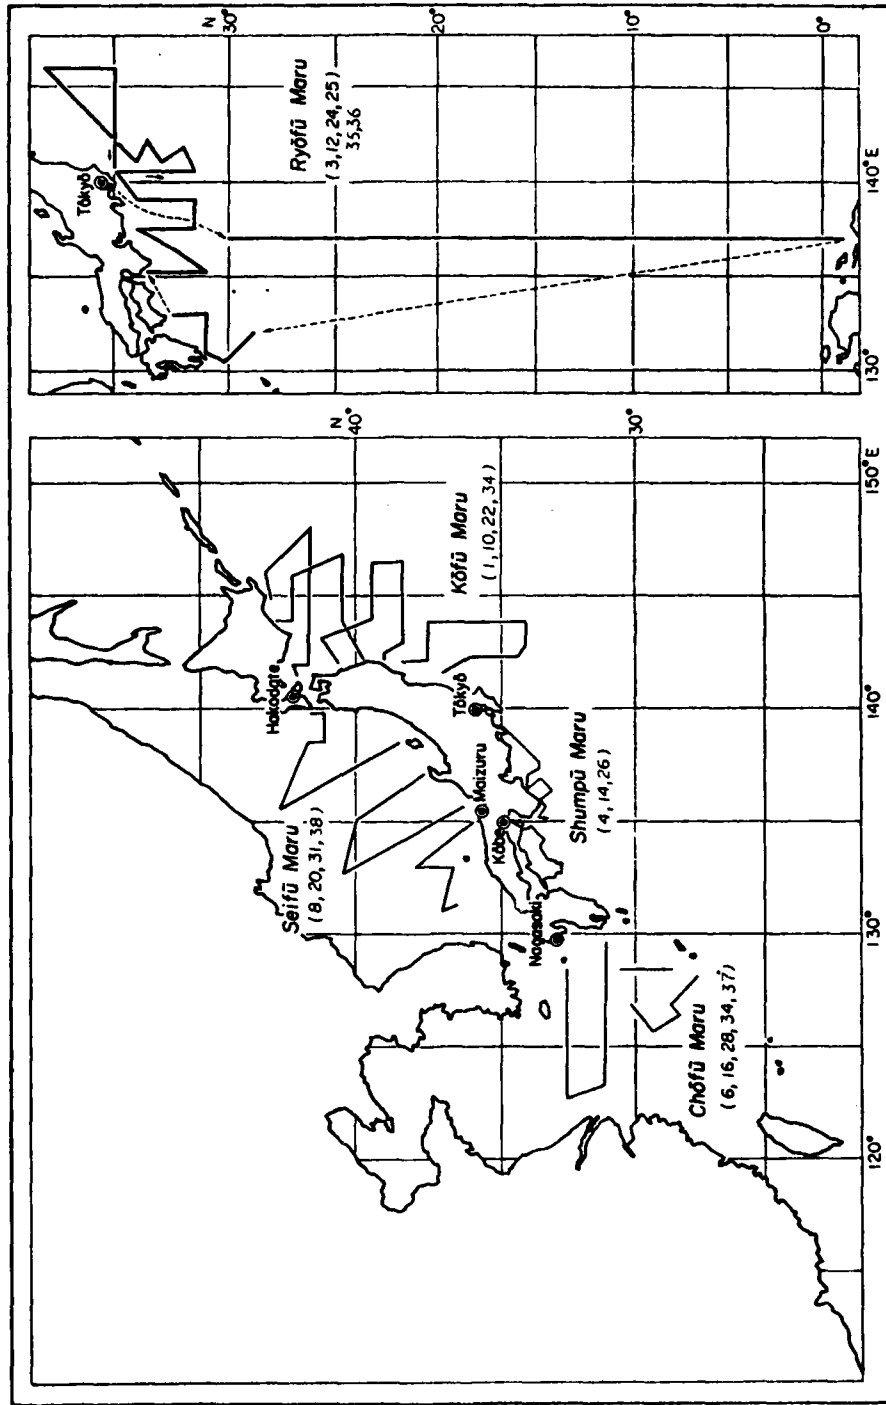 N
40°
30°
120°
130°
140°
150°E
Hakodate
Tōkyō
Maizuru
Kōbe
Nagasaki
Seifū Maru
(8, 20, 31, 38)
Kōfū Maru
(1, 10, 22, 34)
Shumpū Maru
(4, 14, 26)
Chōfū Maru
(6, 16, 28, 34, 37)
N
30°
20°
10°
0°
130°
140°E
Tōkyō
Ryōfū Maru
(3, 12, 24, 25)
35, 36